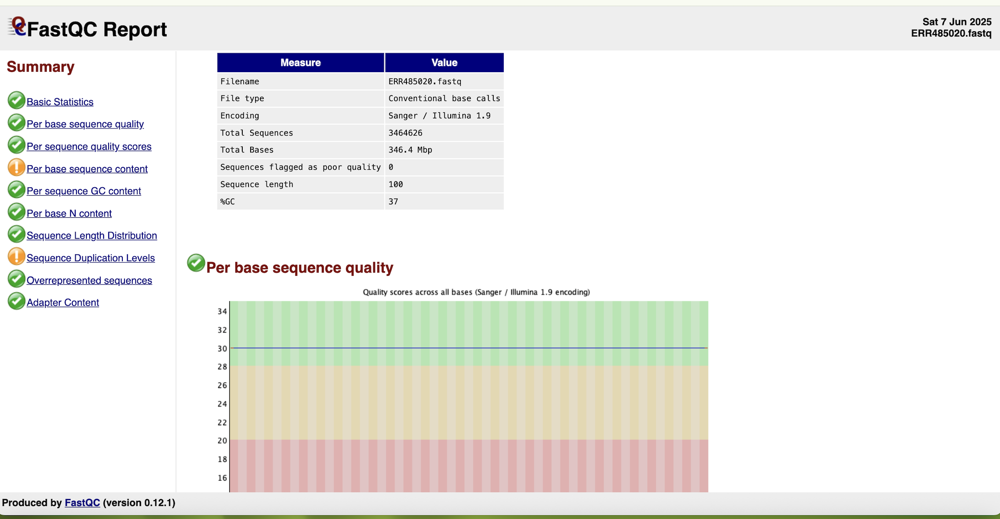 FastQC Report
Sat 7 Jun 2025
ERR485020.fastq
Summary
Basic Statistics
Per base sequence quality
Per sequence quality scores
Per base sequence content
Per sequence GC content
Per base N content
Sequence Length Distribution
Sequence Duplication Levels
Overrepresented sequences
Adapter Content
Measure Value
Filename ERR485020.fastq
File type Conventional base calls
Encoding Sanger / Illumina 1.9
Total Sequences 3464626
Total Bases 346.4 Mbp
Sequences flagged as poor quality 0
Sequence length 100
%GC 37
Per base sequence quality
Quality scores across all bases (Sanger / Illumina 1.9 encoding)
34
32
30
28
26
24
22
20
18
16
Produced by FastQC (version 0.12.1)